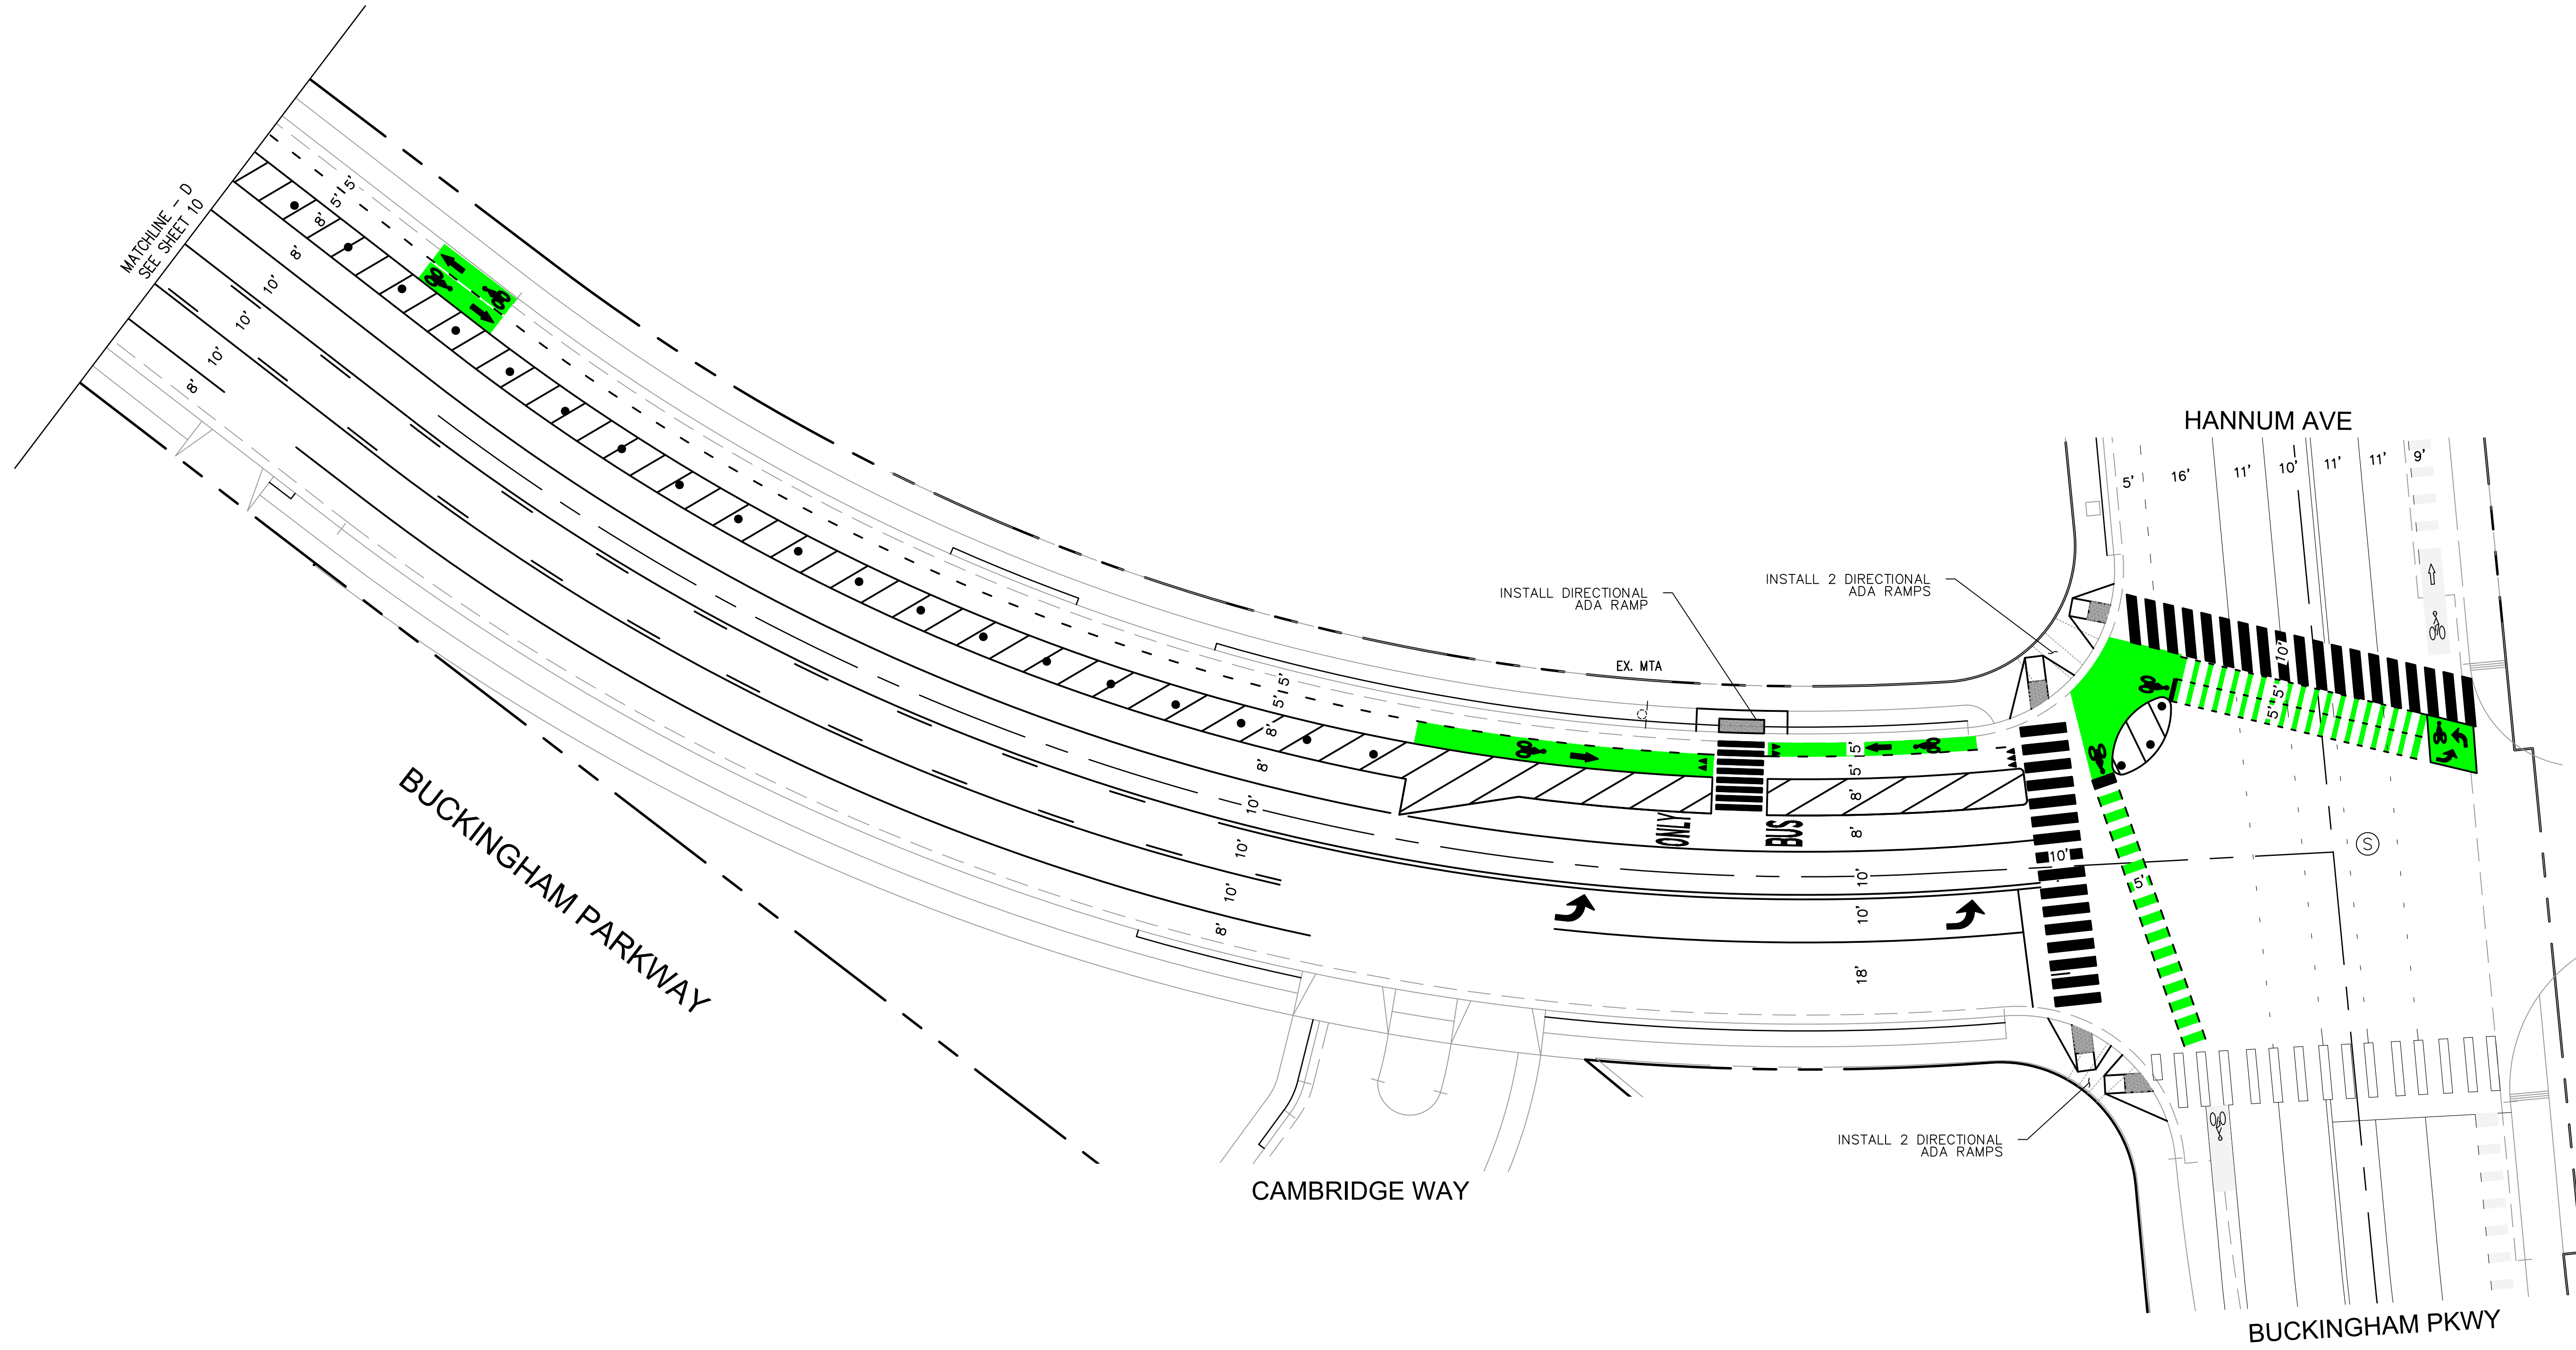 MATCHLINE - D
SEE SHEET 10
5'
5'
8'
8'
10'
10'
10'
8'
BUCKINGHAM PARKWAY
5'
5'
8'
8'
10'
10'
10'
8'
CAMBRIDGE WAY
INSTALL DIRECTIONAL
ADA RAMP
EX. MTA
INSTALL 2 DIRECTIONAL
ADA RAMPS
ONLY
BUS
5'
5'
8'
8'
10'
10'
18'
10'
5'
HANNUM AVE
5'
16'
11'
10'
11'
11'
9'
10'
5'
5'
S
INSTALL 2 DIRECTIONAL
ADA RAMPS
BUCKINGHAM PKWY